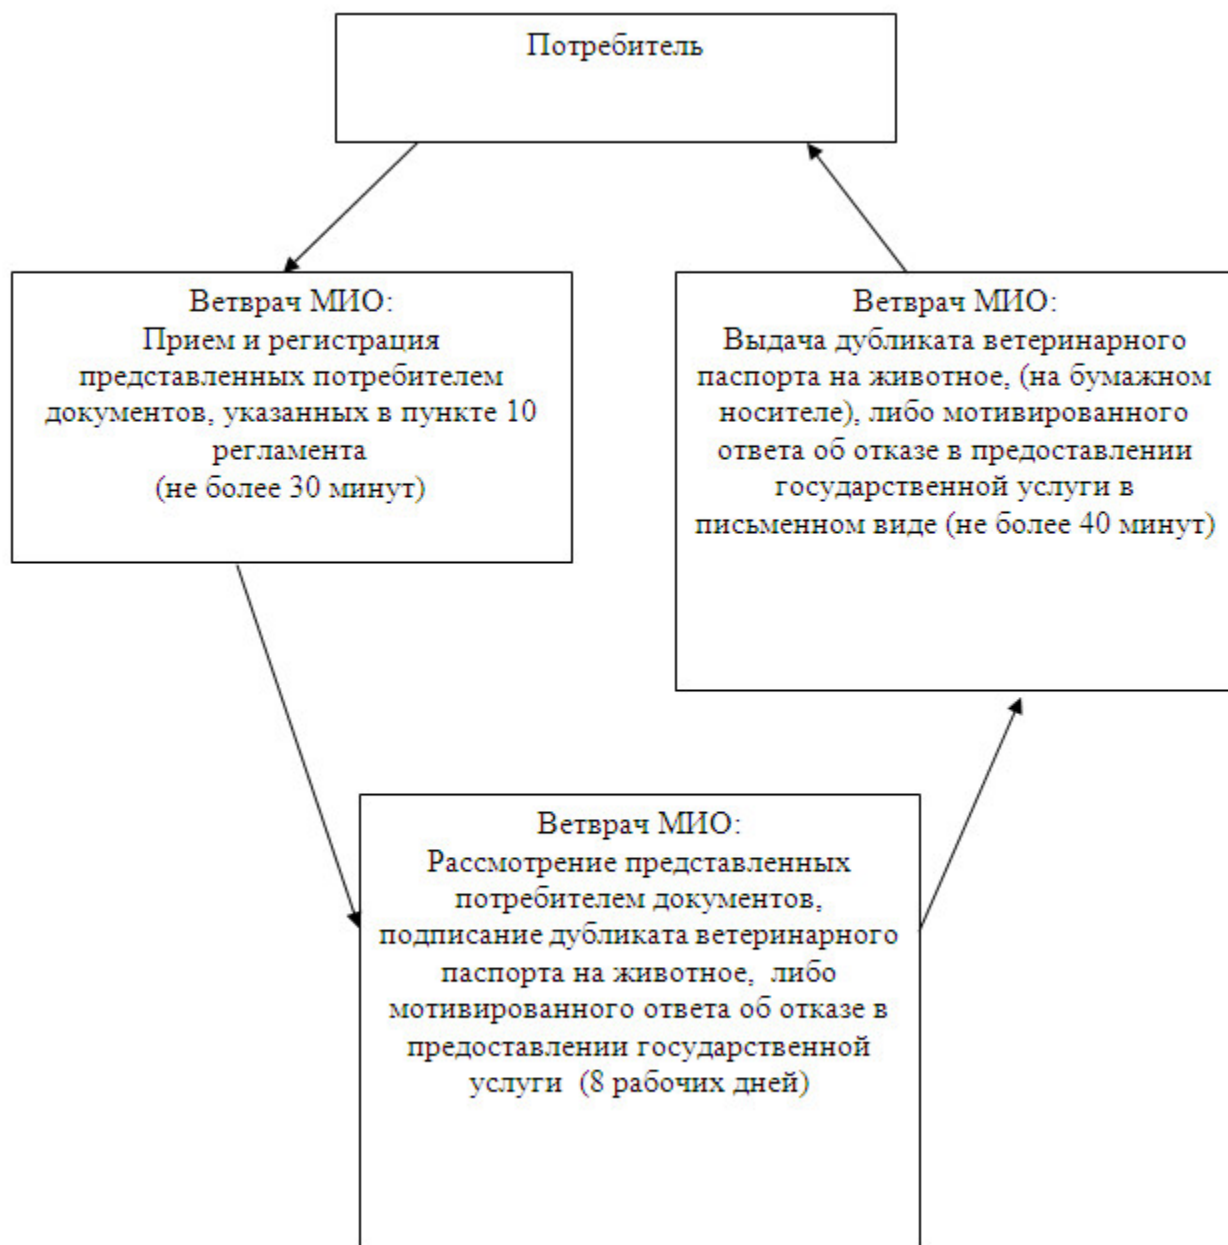 Потребитель
Ветврач МИО:
Прием и регистрация
представленных потребителем
документов, указанных в пункте 10
регламента
(не более 30 минут)
Ветврач МИО:
Выдача дубликата ветеринарного
паспорта на животное, (на бумажном
носителе), либо мотивированного
ответа об отказе в предоставлении
государственной услуги в
письменном виде (не более 40 минут)
Ветврач МИО:
Рассмотрение представленных
потребителем документов,
подписание дубликата ветеринарного
паспорта на животное, либо
мотивированного ответа об отказе в
предоставлении государственной
услуги (8 рабочих дней)